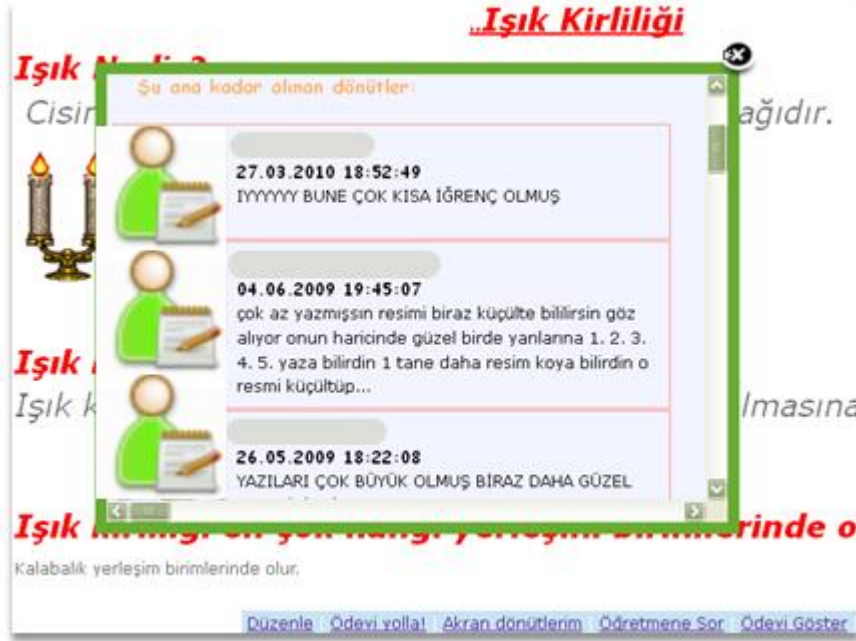 ..Işık Kirliliği
Işık
Şu ana kadar alınan dönütler:
ağıdır.
27.03.2010 18:52:49
IYYYYYY BUNE ÇOK KISA İĞRENÇ OLMUŞ
04.06.2009 19:45:07
çok az yazmışsın resimi biraz küçülte bililirsin göz
alıyor onun haricinde güzel birde yanlarına 1. 2. 3.
4. 5. yaza bilirdin 1 tane daha resim koya bilirdin o
resmi küçültüp...
Işık
Işık k
lmasına
26.05.2009 18:22:08
YAZILARI ÇOK BÜYÜK OLMUŞ BİRAZ DAHA GÜZEL
Işık
Kalabalık yerleşim birimlerinde olur.
Düzenle Ödevi yolla! Akran dönütlerim Öğretmene Sor Ödevi Göster